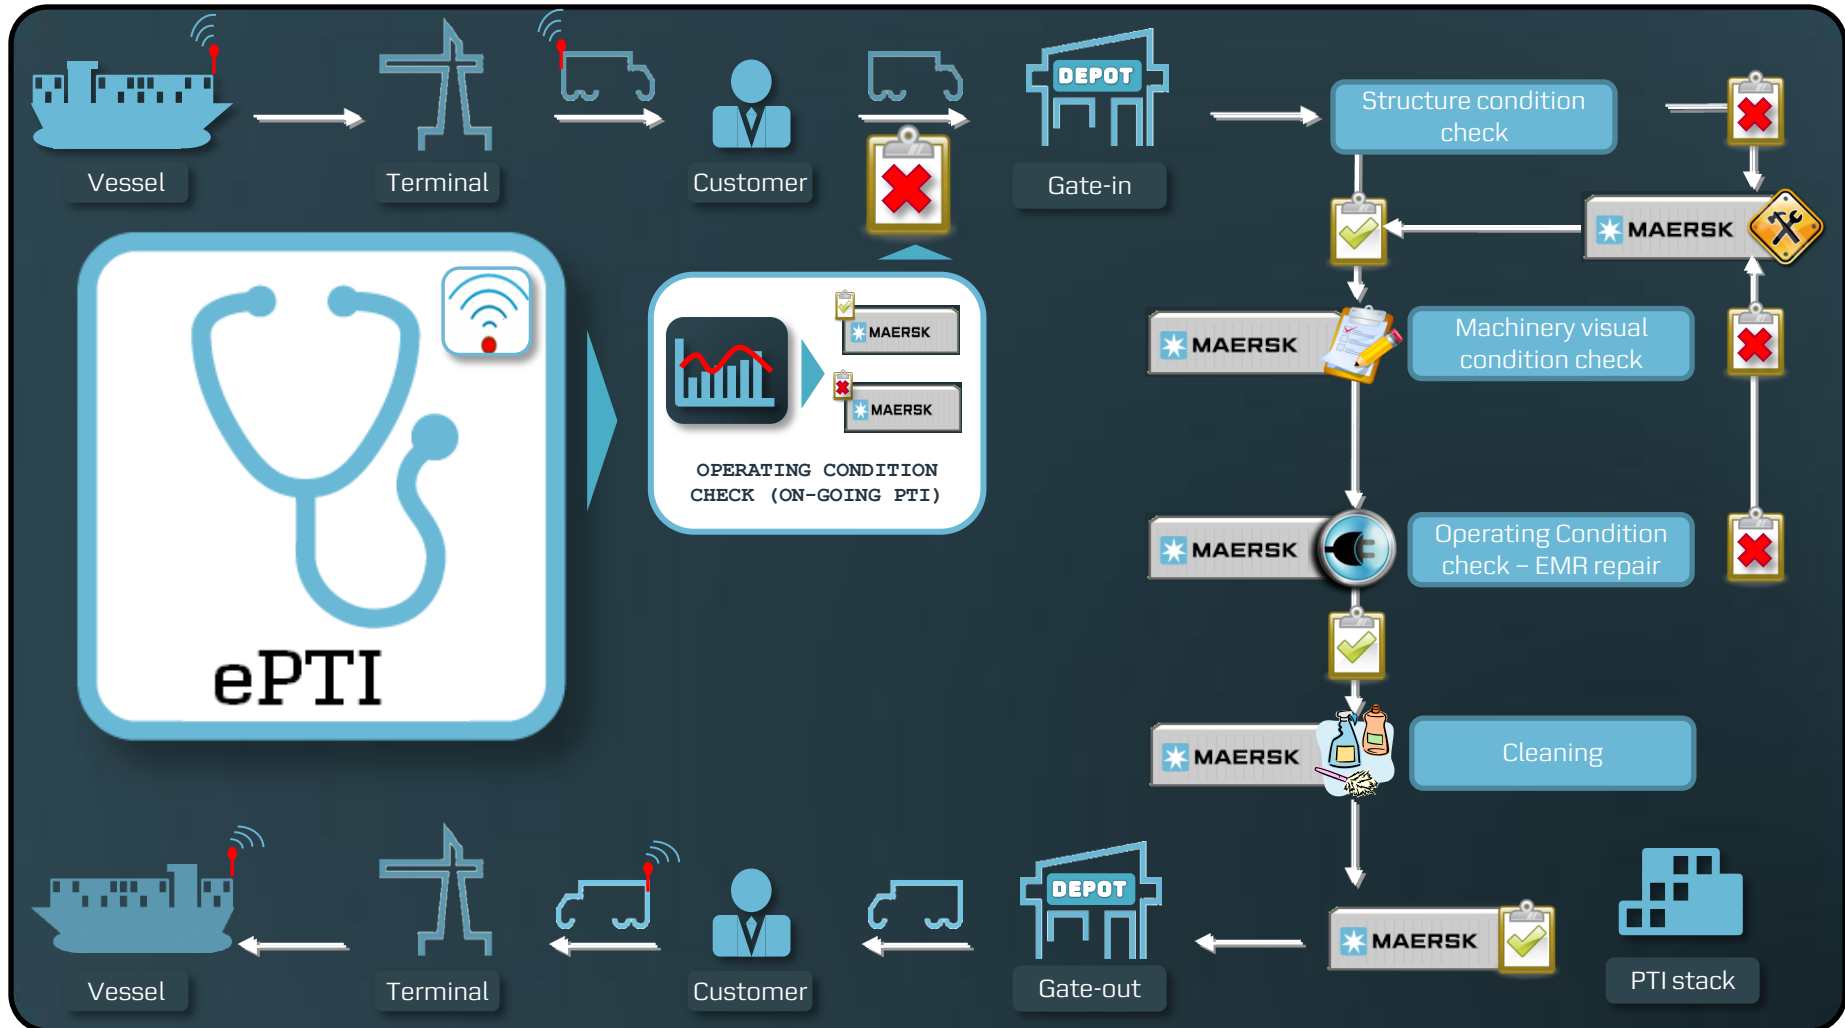 DEPOT
Vessel
Terminal
Customer
Gate-in
Structure condition
check
MAERSK
MAERSK
Machinery visual
condition check
MAERSK
MAERSK
OPERATING CONDITION
CHECK (ON-GOING PTI)
ePTI
MAERSK
Operating Condition
check – EMR repair
MAERSK
Cleaning
DEPOT
MAERSK
Vessel
Terminal
Customer
Gate-out
PTI stack